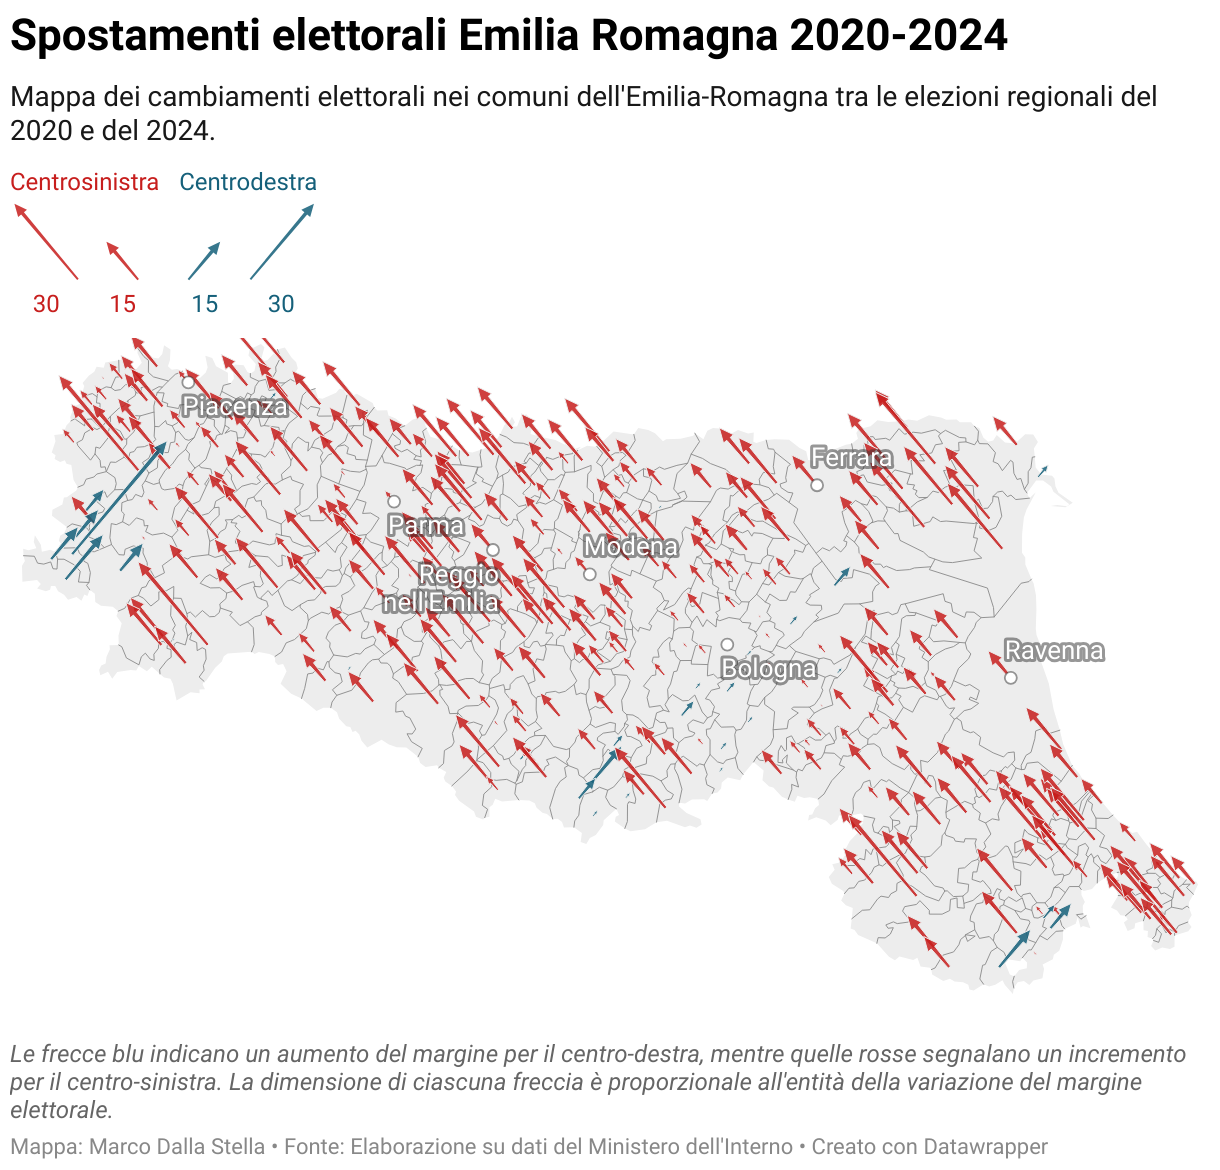 Spostamenti elettorali Emilia Romagna 2020-2024
Mappa dei cambiamenti elettorali nei comuni dell'Emilia-Romagna tra le elezioni regionali del
2020 e del 2024.
Centrosinistra Centrodestra
30 15 15 30
Piacenza
Ferrara
Parma
Modena
Reggio
nell'Emilia
Ravenna
Bologna
Le frecce blu indicano un aumento del margine per il centro-destra, mentre quelle rosse segnalano un incremento
per il centro-sinistra. La dimensione di ciascuna freccia è proporzionale all'entità della variazione del margine
elettorale.
Mappa: Marco Dalla Stella • Fonte: Elaborazione su dati del Ministero dell'Interno • Creato con Datawrapper